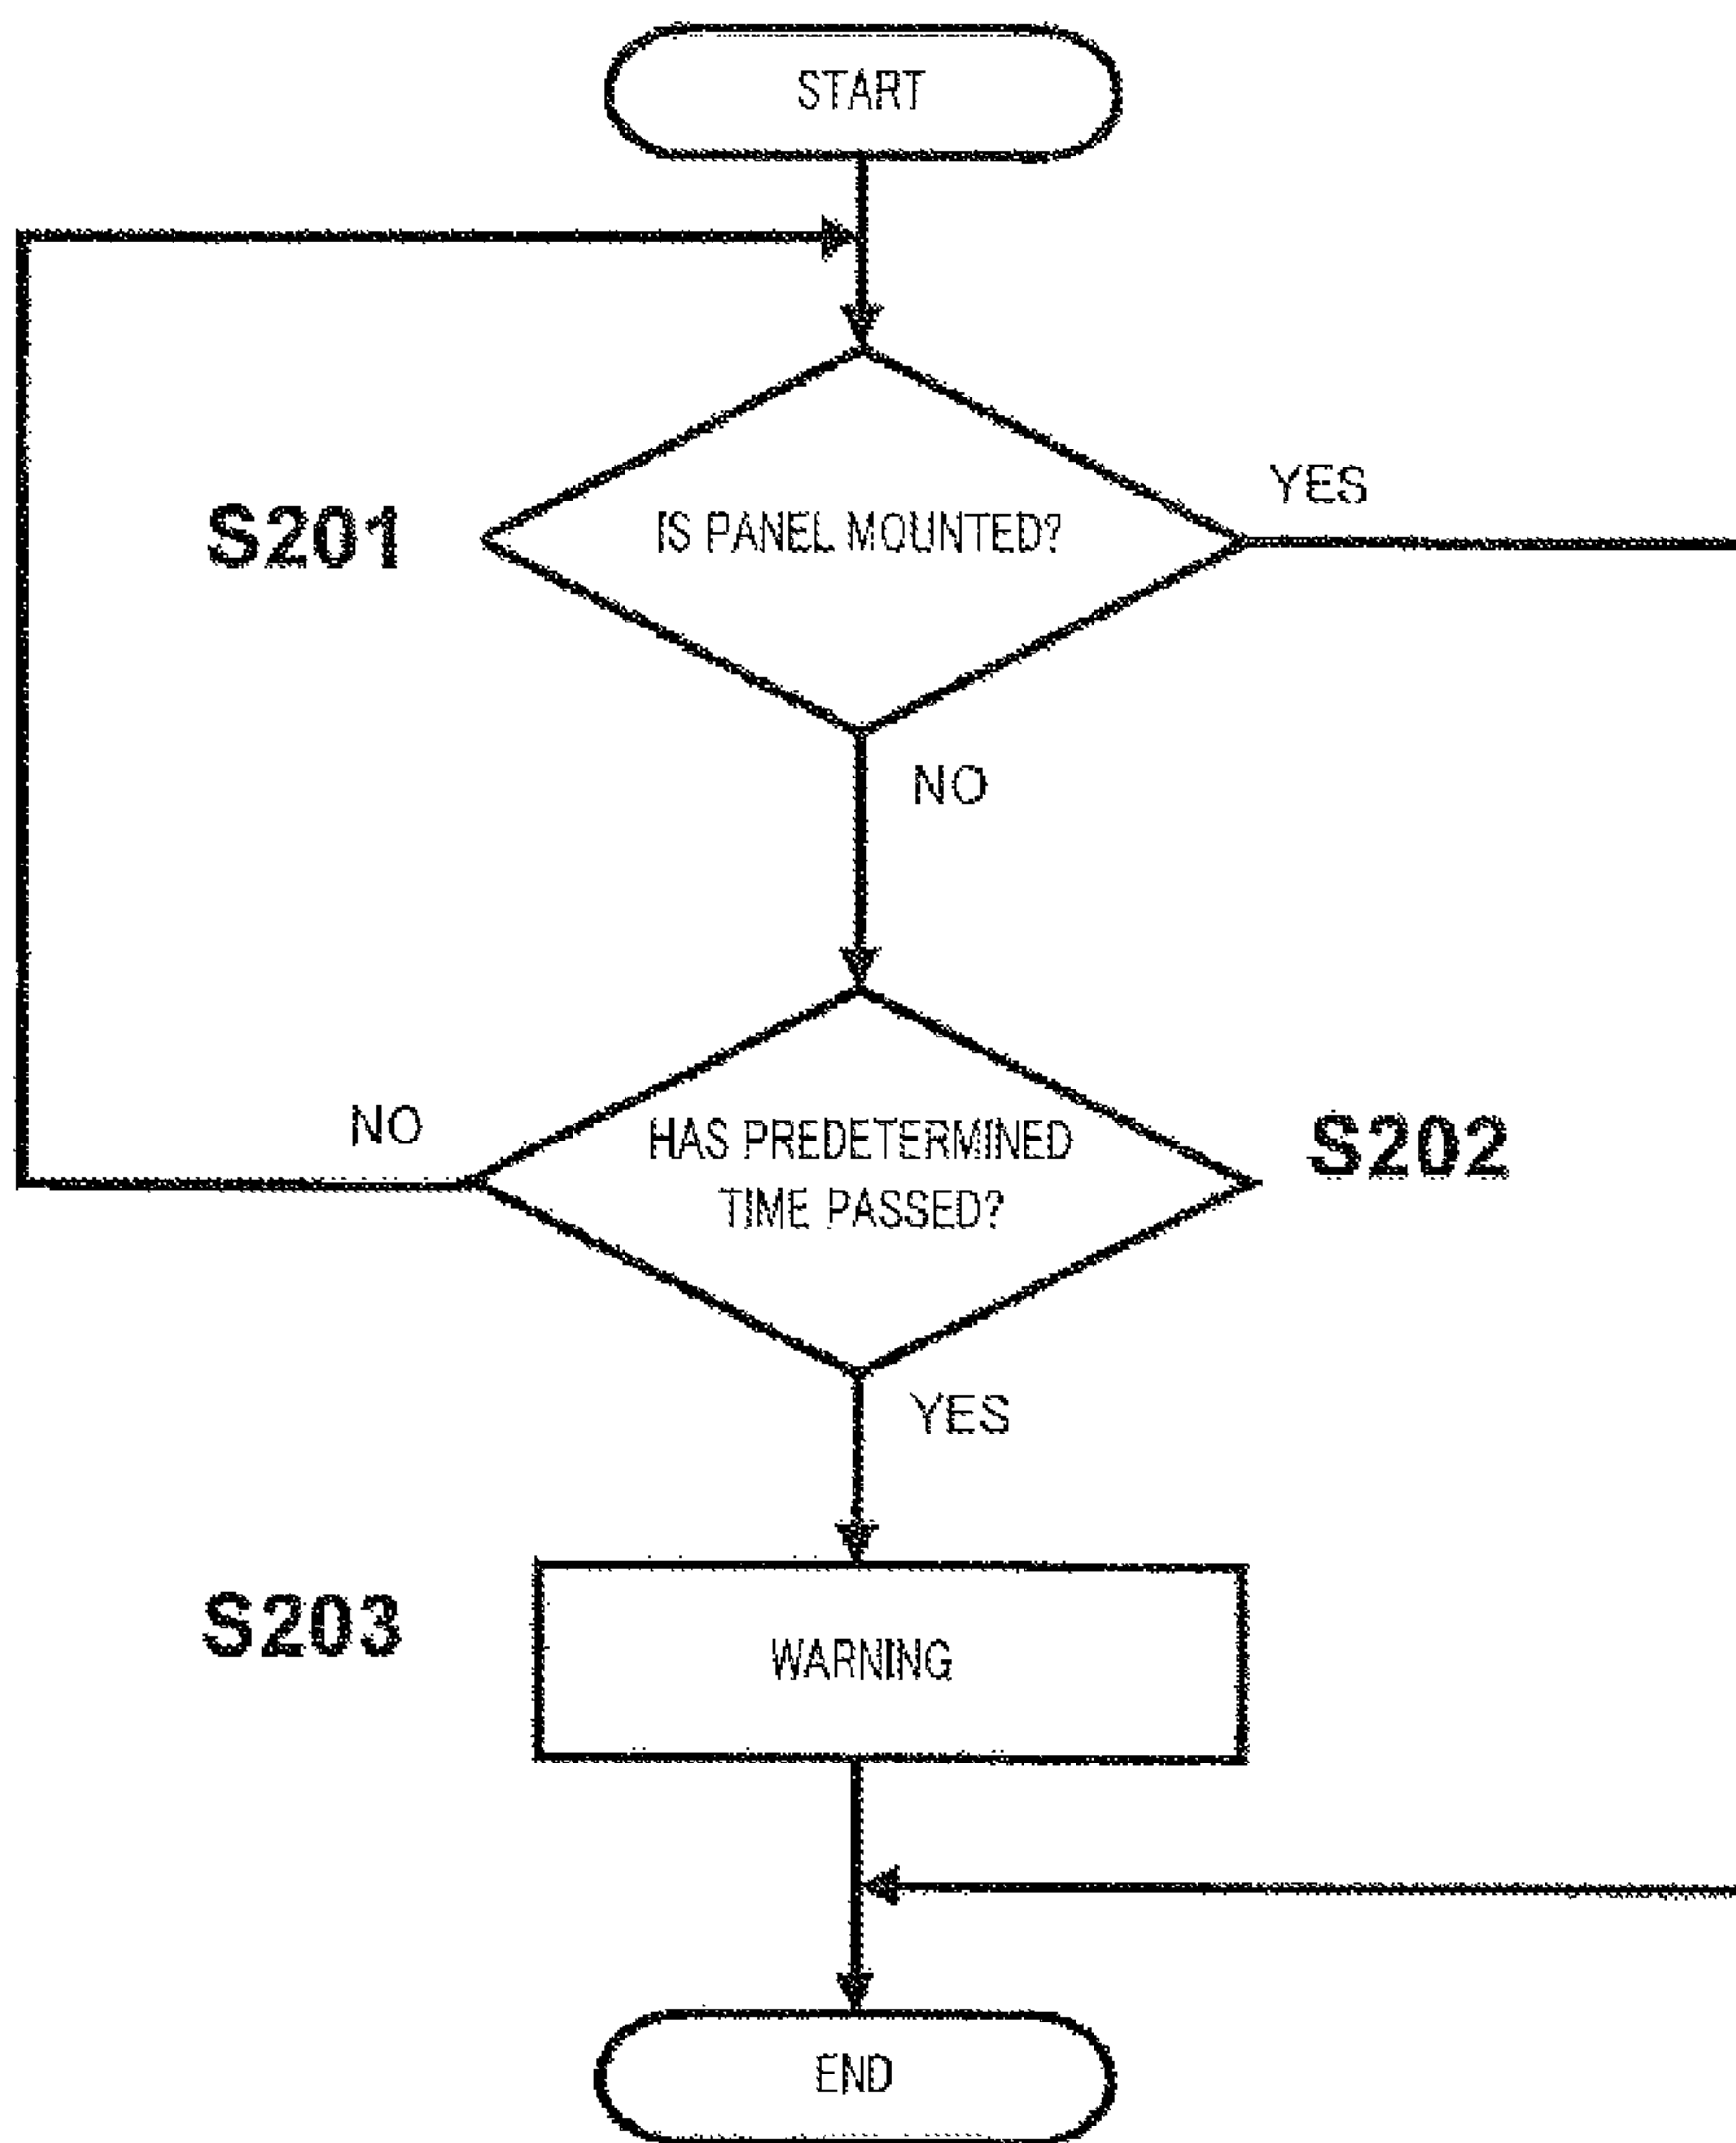 START
S201
IS PANEL MOUNTED?
YES
NO
NO
HAS PREDETERMINED
TIME PASSED?
S202
YES
S203
WARNING
END